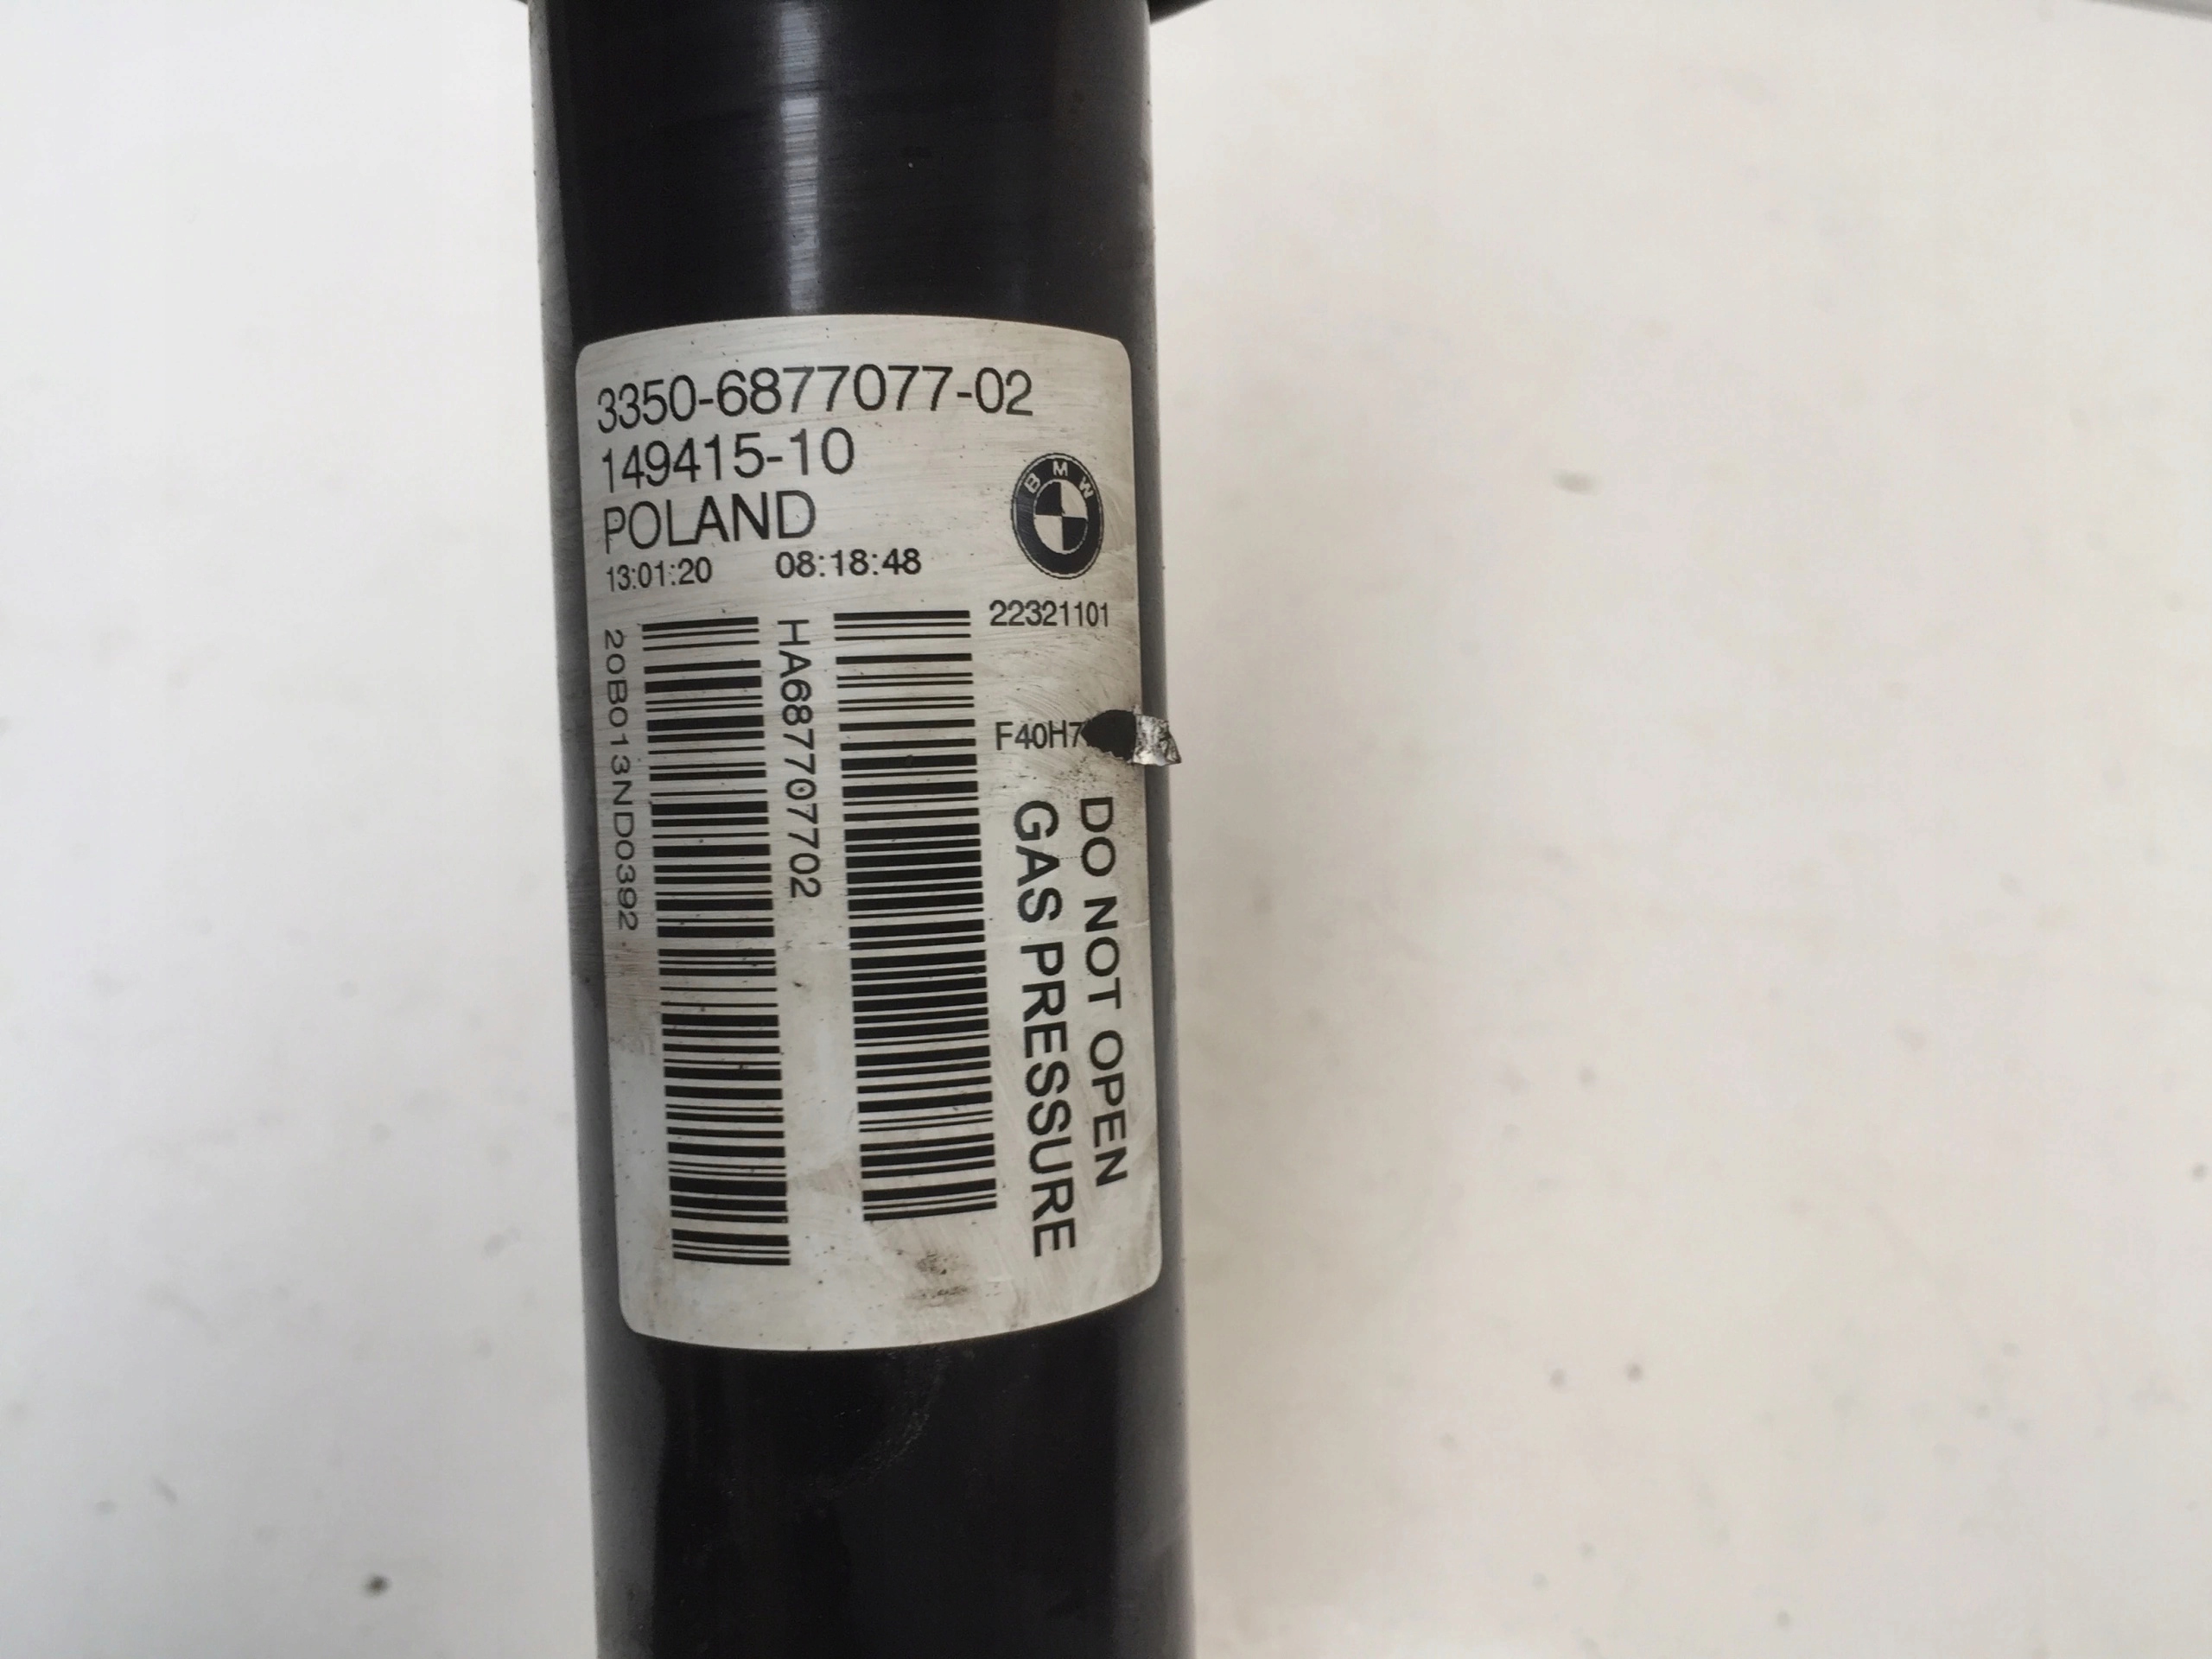 3350-6877077-02
149415-10
POLAND
13:01:20 08:18:48
BMW
22321101
20B013ND0392
HA687707702
F40H7
DO NOT OPEN
GAS PRESSURE